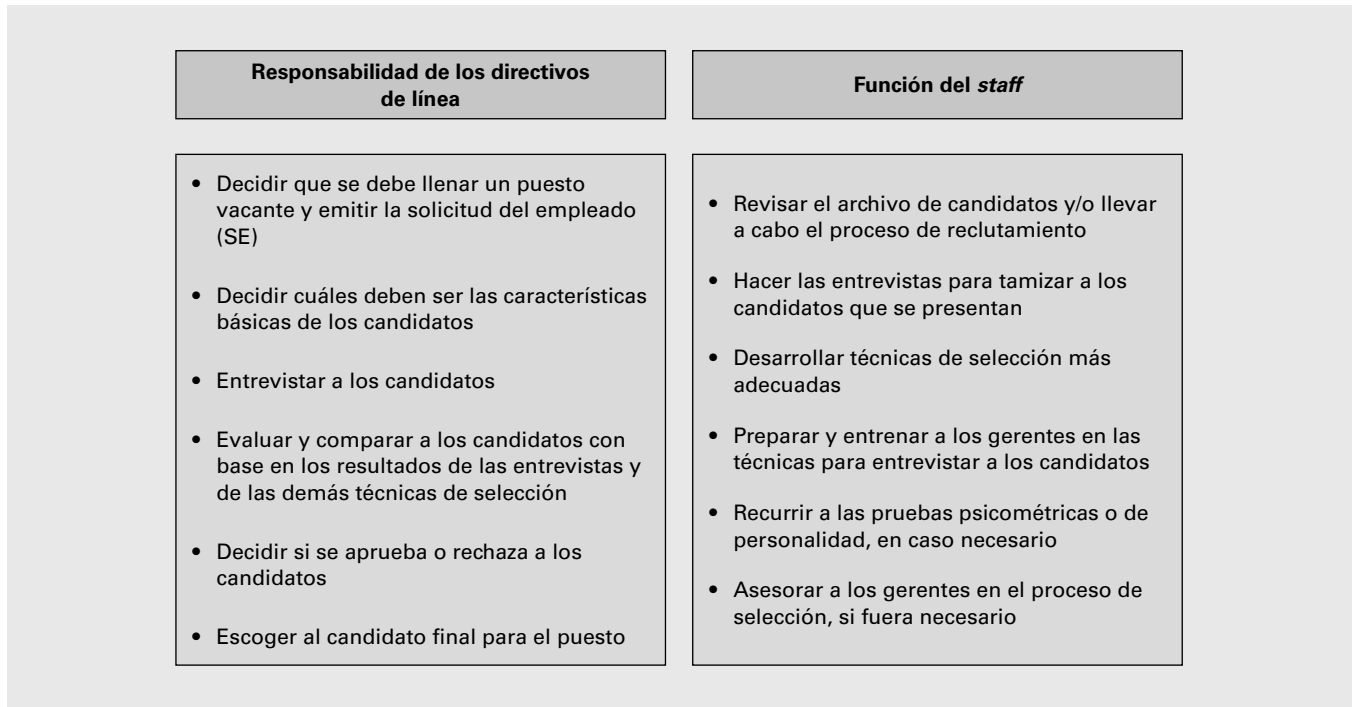 Responsabilidad de los directivos
de línea
• Decidir que se debe llenar un puesto
vacante y emitir la solicitud del empleado
(SE)
• Decidir cuáles deben ser las características
básicas de los candidatos
• Entrevistar a los candidatos
• Evaluar y comparar a los candidatos con
base en los resultados de las entrevistas y
de las demás técnicas de selección
• Decidir si se aprueba o rechaza a los
candidatos
• Escoger al candidato final para el puesto
Función del staff
• Revisar el archivo de candidatos y/o llevar
a cabo el proceso de reclutamiento
• Hacer las entrevistas para tamizar a los
candidatos que se presentan
• Desarrollar técnicas de selección más
adecuadas
• Preparar y entrenar a los gerentes en las
técnicas para entrevistar a los candidatos
• Recurrir a las pruebas psicométricas o de
personalidad, en caso necesario
• Asesorar a los gerentes en el proceso de
selección, si fuera necesario